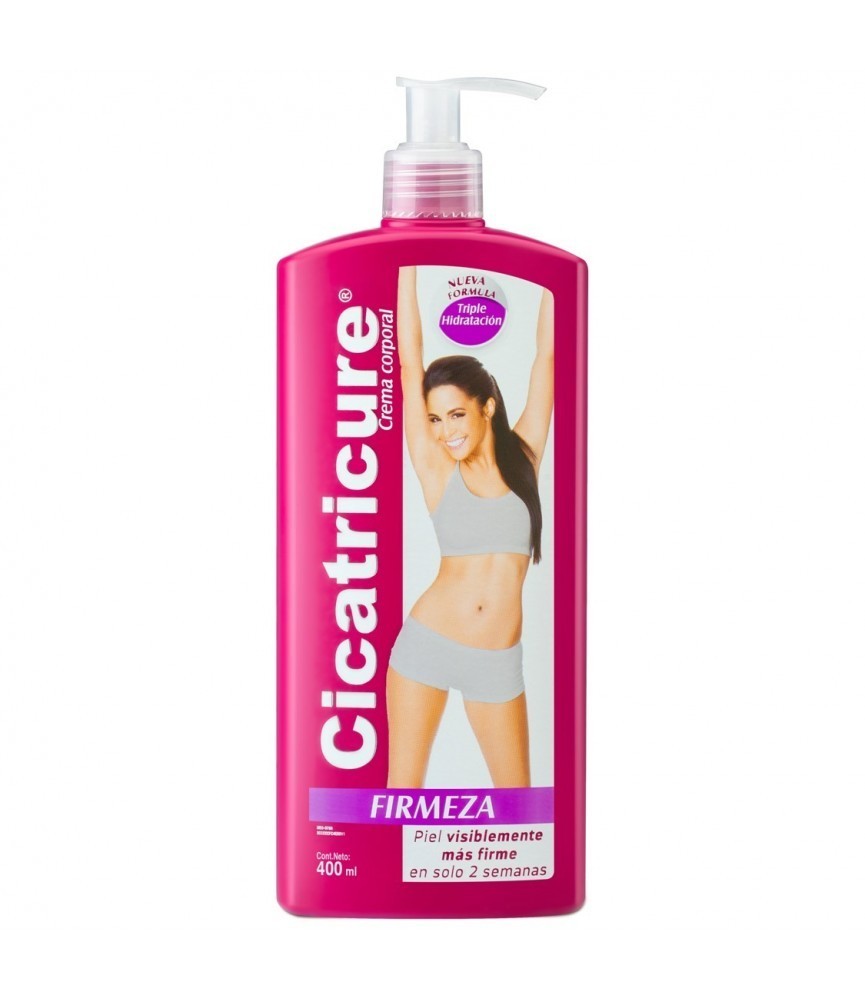 NUEVA
FORMULA
Triple
Hidratación
Cicatricure®
Crema corporal
FIRMEZA
Piel visiblemente
más firme
en solo 2 semanas
Cont.Neto:
400 ml